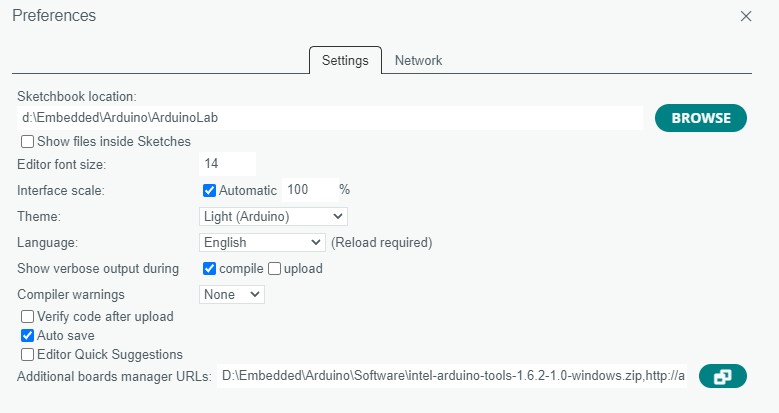 Preferences
Settings Network
Sketchbook location:
d:\Embedded\Arduino\ArduinoLab BROWSE
Show files inside Sketches
Editor font size: 14
Interface scale: Automatic 100 %
Theme: Light (Arduino)
Language: English (Reload required)
Show verbose output during compile upload
Compiler warnings None
Verify code after upload
Auto save
Editor Quick Suggestions
Additional boards manager URLs: D:\Embedded\Arduino\Software\intel-arduino-tools-1.6.2-1.0-windows.zip,http://a